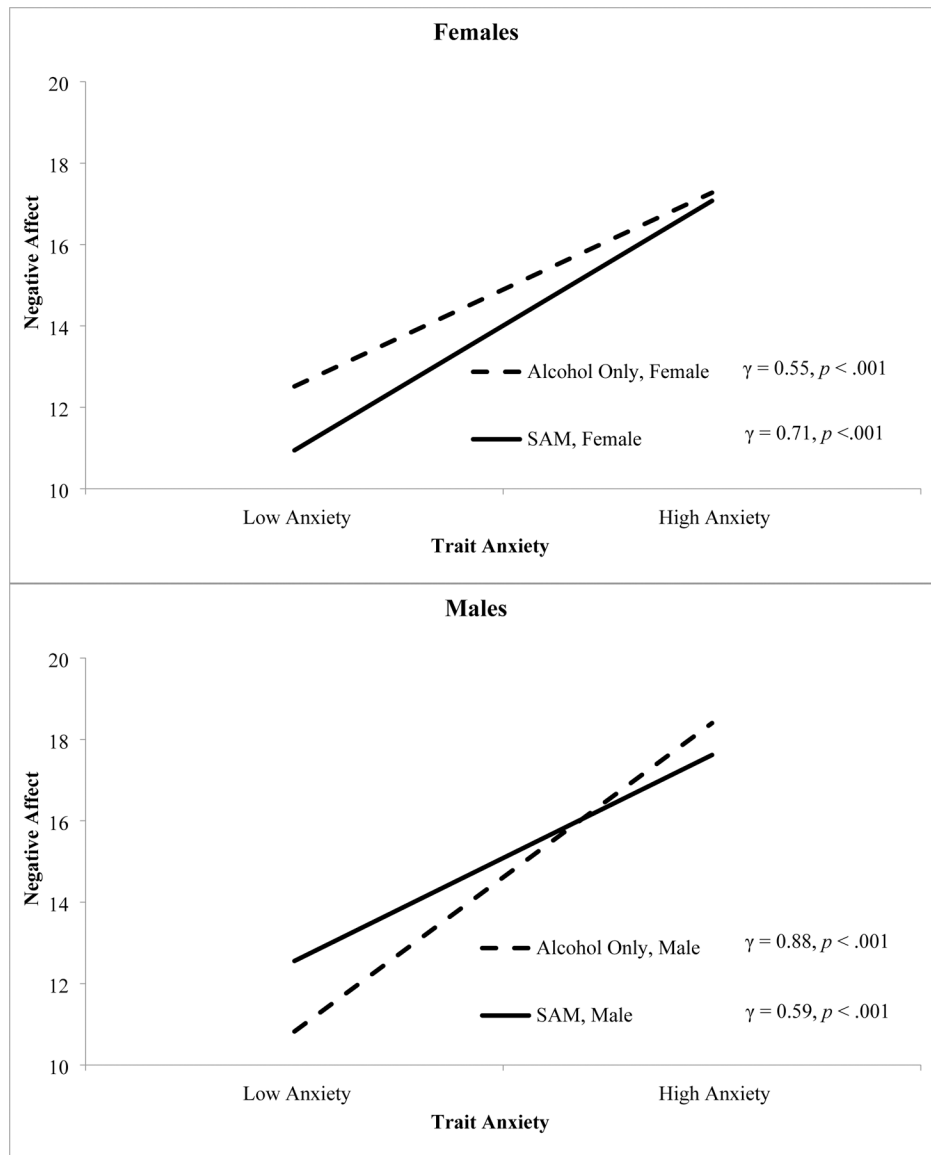 Females
20
18
16
14
12
10
Negative Affect
Alcohol Only, Female γ = 0.55, p < .001
SAM, Female γ = 0.71, p <.001
Low Anxiety High Anxiety
Trait Anxiety
Males
20
18
16
14
12
10
Negative Affect
Alcohol Only, Male γ = 0.88, p < .001
SAM, Male γ = 0.59, p < .001
Low Anxiety High Anxiety
Trait Anxiety